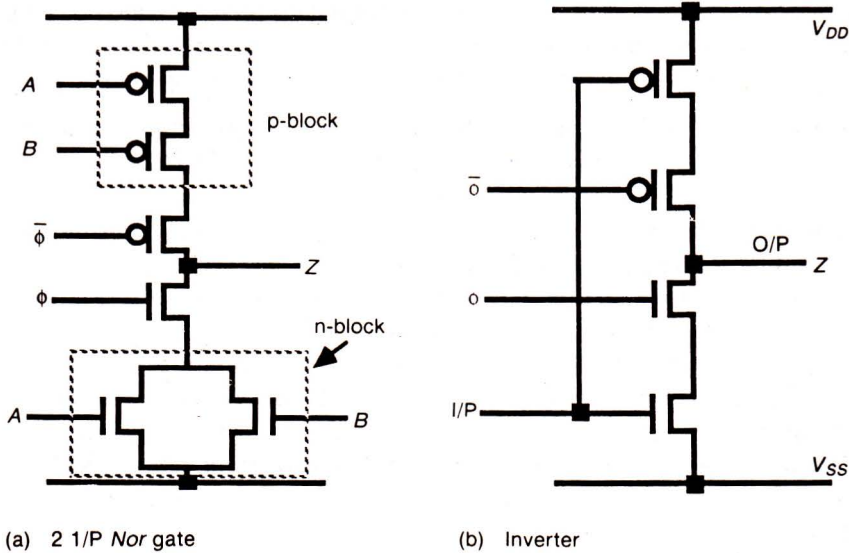 A
B
p-block
ϕ̅
Z
ϕ
n-block
A
B
(a) 2 1/P Nor gate
V_DD
o̅
O/P
Z
o
I/P
V_SS
(b) Inverter